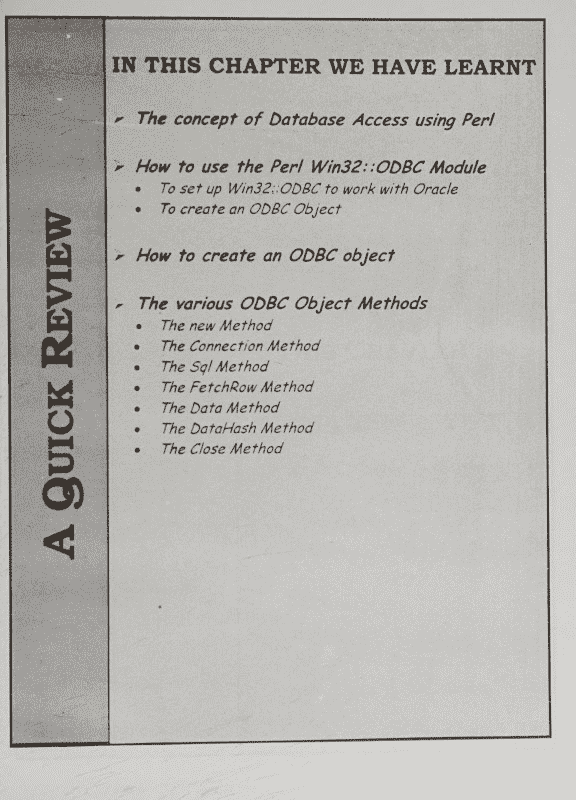 A QUICK REVIEW
IN THIS CHAPTER WE HAVE LEARNT
➢ The concept of Database Access using Perl
➢ How to use the Perl Win32::ODBC Module
• To set up Win32::ODBC to work with Oracle
• To create an ODBC Object
➢ How to create an ODBC object
➢ The various ODBC Object Methods
• The new Method
• The Connection Method
• The Sql Method
• The FetchRow Method
• The Data Method
• The DataHash Method
• The Close Method